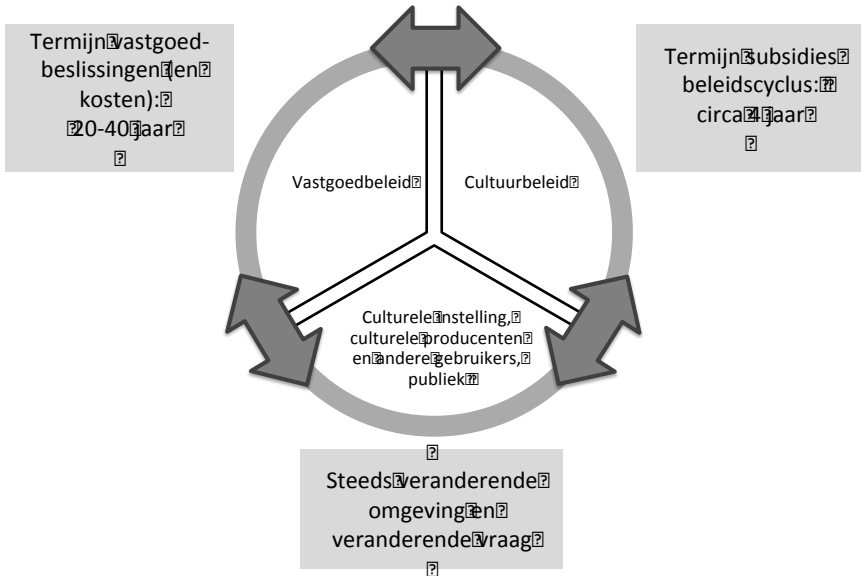 Termijn vastgoed-
beslissingen (en
kosten):
20-40 jaar
Termijn subsidies
beleidscyclus:
circa 4 jaar
Vastgoedbeleid
Cultuurbeleid
Culturele instelling,
culturele producenten
en andere gebruikers,
publiek
Steeds veranderende
omgeving en
veranderende vraag